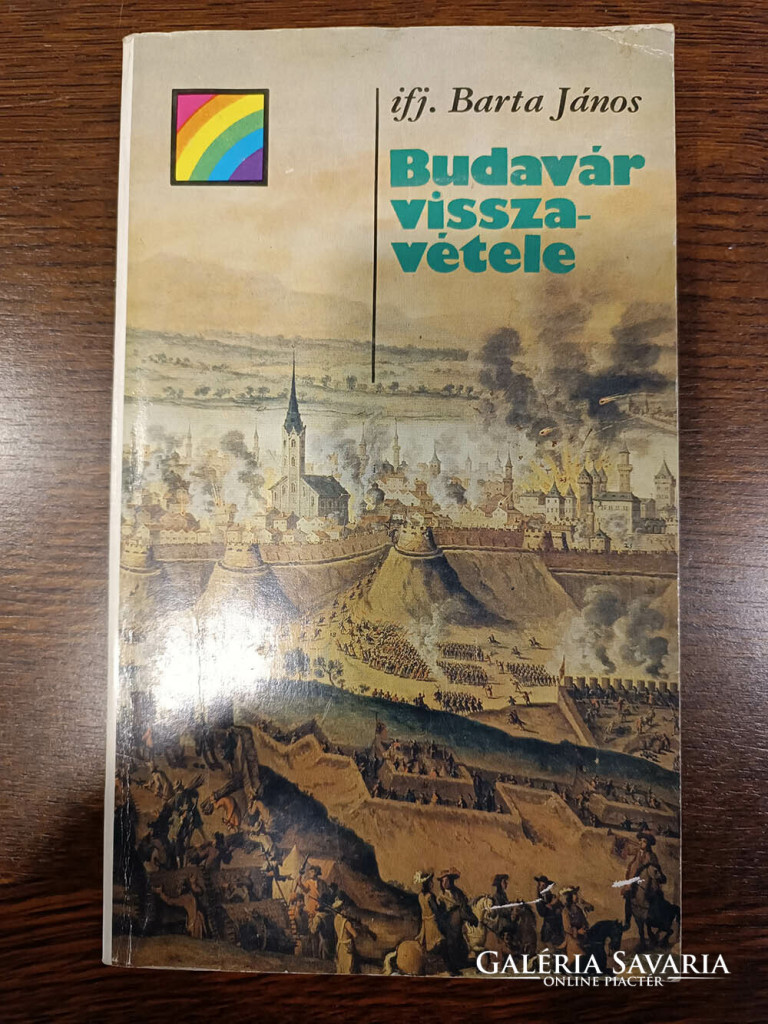 ifj. Barta János
Budavár
vissza-
vétele
GALÉRIA SAVARIA
ONLINE PIACTÉR